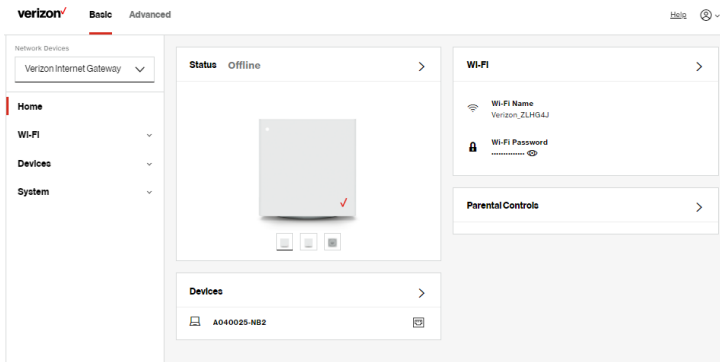 verizon
Basic
Advanced
Help
Network Devices
Verizon Internet Gateway
Home
Wi-Fi
Devices
System
Status Offline
Devices
A040025-NB2
Wi-Fi
Wi-Fi Name
Verizon_ZLHG4J
Wi-Fi Password
Parental Controls